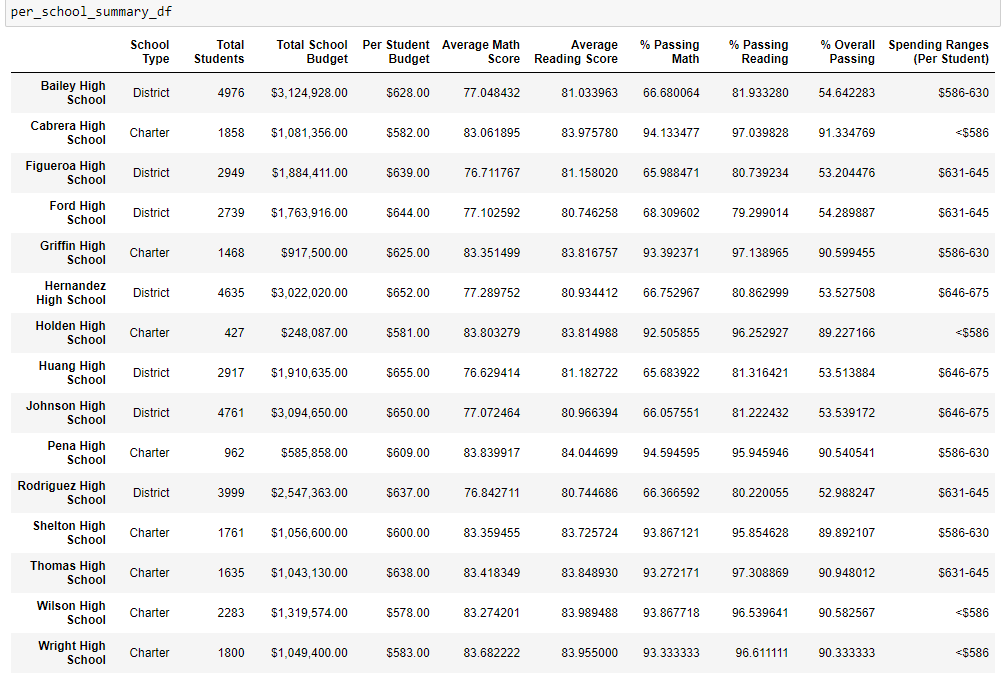 per_school_summary_df
School Type Total Students Total School Budget Per Student Budget Average Math Score Average Reading Score % Passing Math % Passing Reading % Overall Passing Spending Ranges (Per Student)
Bailey High School District 4976 $3,124,928.00 $628.00 77.048432 81.033963 66.680064 81.933280 54.642283 $586-630
Cabrera High School Charter 1858 $1,081,356.00 $582.00 83.061895 83.975780 94.133477 97.039828 91.334769 <$586
Figueroa High School District 2949 $1,884,411.00 $639.00 76.711767 81.158020 65.988471 80.739234 53.204476 $631-645
Ford High School District 2739 $1,763,916.00 $644.00 77.102592 80.746258 68.309602 79.299014 54.289887 $631-645
Griffin High School Charter 1468 $917,500.00 $625.00 83.351499 83.816757 93.392371 97.138965 90.599455 $586-630
Hernandez High School District 4635 $3,022,020.00 $652.00 77.289752 80.934412 66.752967 80.862999 53.527508 $646-675
Holden High School Charter 427 $248,087.00 $581.00 83.803279 83.814988 92.505855 96.252927 89.227166 <$586
Huang High School District 2917 $1,910,635.00 $655.00 76.629414 81.182722 65.683922 81.316421 53.513884 $646-675
Johnson High School District 4761 $3,094,650.00 $650.00 77.072464 80.966394 66.057551 81.222432 53.539172 $646-675
Pena High School Charter 962 $585,858.00 $609.00 83.839917 84.044699 94.594595 95.945946 90.540541 $586-630
Rodriguez High School District 3999 $2,547,363.00 $637.00 76.842711 80.744686 66.366592 80.220055 52.988247 $631-645
Shelton High School Charter 1761 $1,056,600.00 $600.00 83.359455 83.725724 93.867121 95.854628 89.892107 $586-630
Thomas High School Charter 1635 $1,043,130.00 $638.00 83.418349 83.848930 93.272171 97.308869 90.948012 $631-645
Wilson High School Charter 2283 $1,319,574.00 $578.00 83.274201 83.989488 93.867718 96.539641 90.582567 <$586
Wright High School Charter 1800 $1,049,400.00 $583.00 83.682222 83.955000 93.333333 96.611111 90.333333 <$586